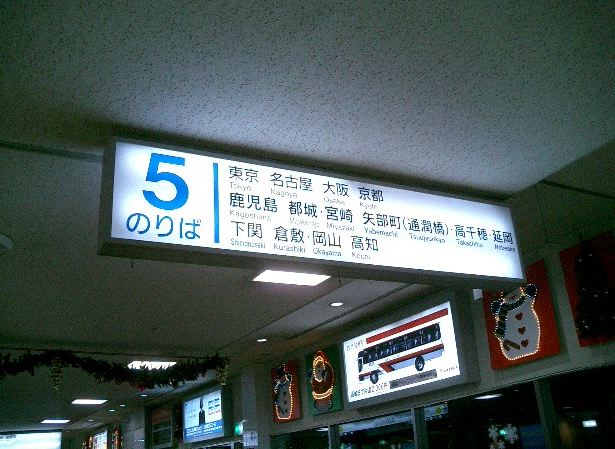 5
のりば
東京 名古屋 大阪 京都
Tokyo Nagoya Osaka Kyoto
鹿児島 都城・宮崎 矢部町(通潤橋)・高千穂・延岡
Kagoshima Miyakonojo Miyazaki Yabemachi Tsuujyunkyo Takachiho Nobeoka
下関 倉敷・岡山 高知
Shimonoseki Kurashiki Okayama Kochi